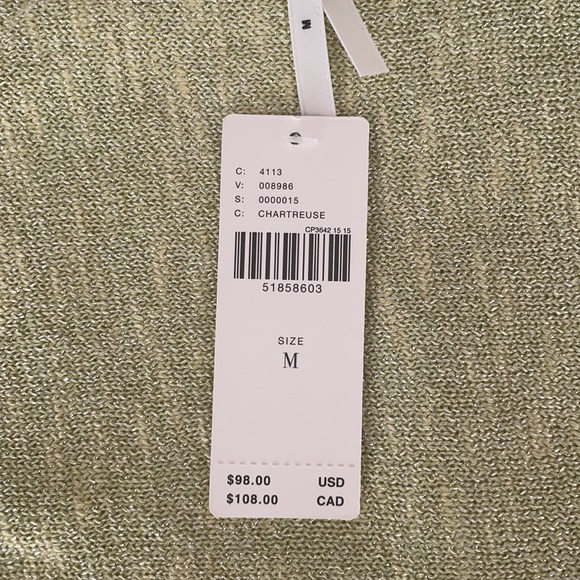 M
C: 4113
V: 008986
S: 0000015
C: CHARTREUSE
CP3642 15 15
51858603
SIZE
M
$98.00 USD
$108.00 CAD